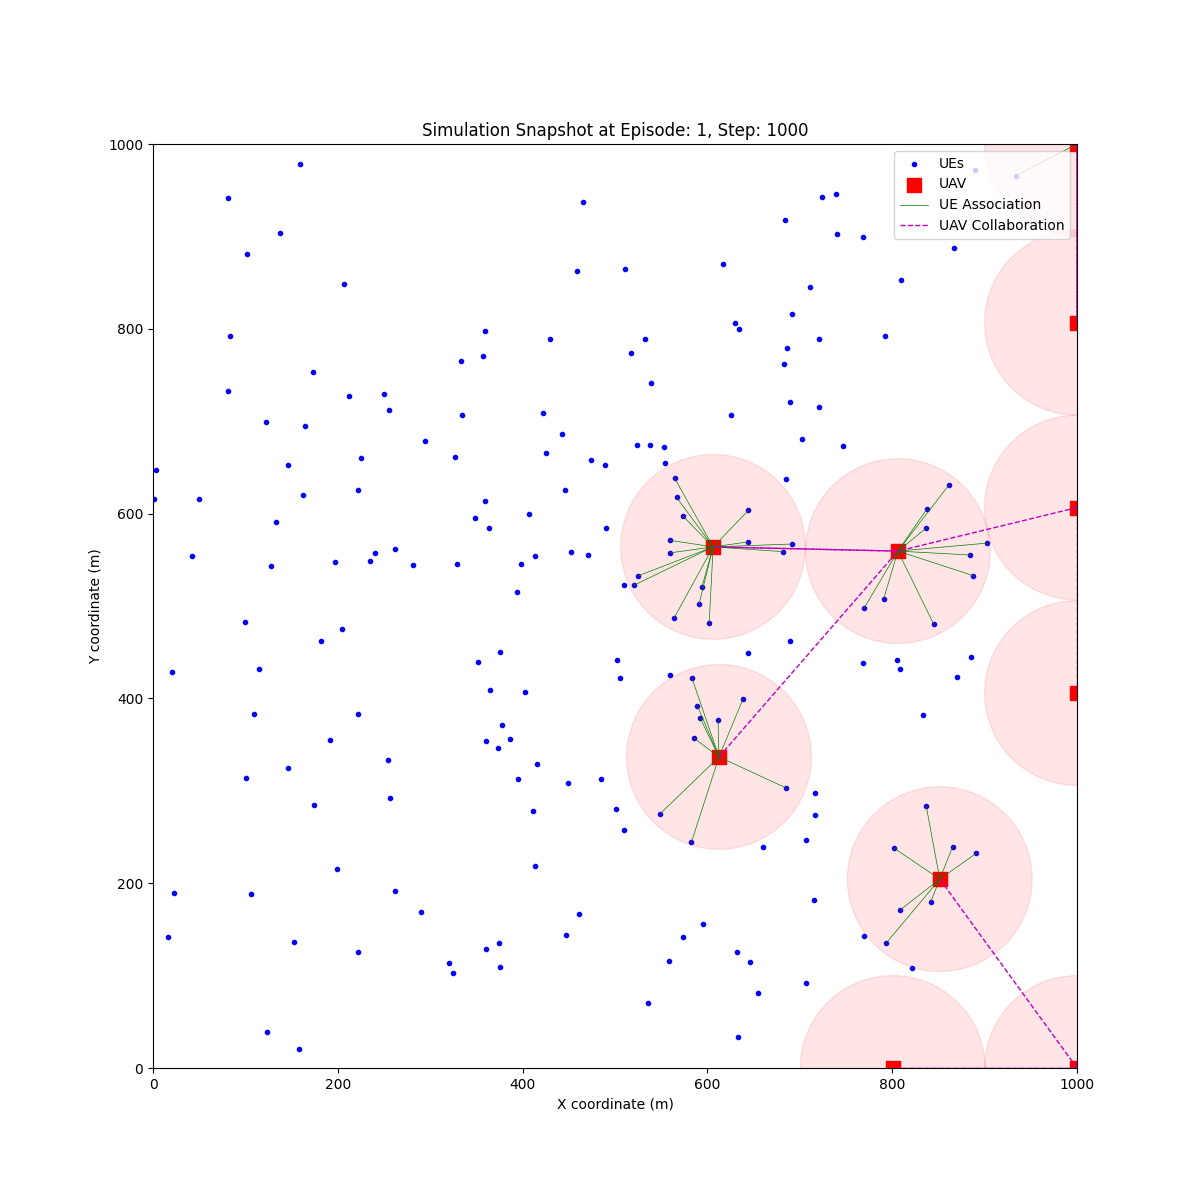 Simulation Snapshot at Episode: 1, Step: 1000
UEs
UAV
UE Association
UAV Collaboration
1000
800
600
400
200
0
Y coordinate (m)
0 200 400 600 800 1000
X coordinate (m)